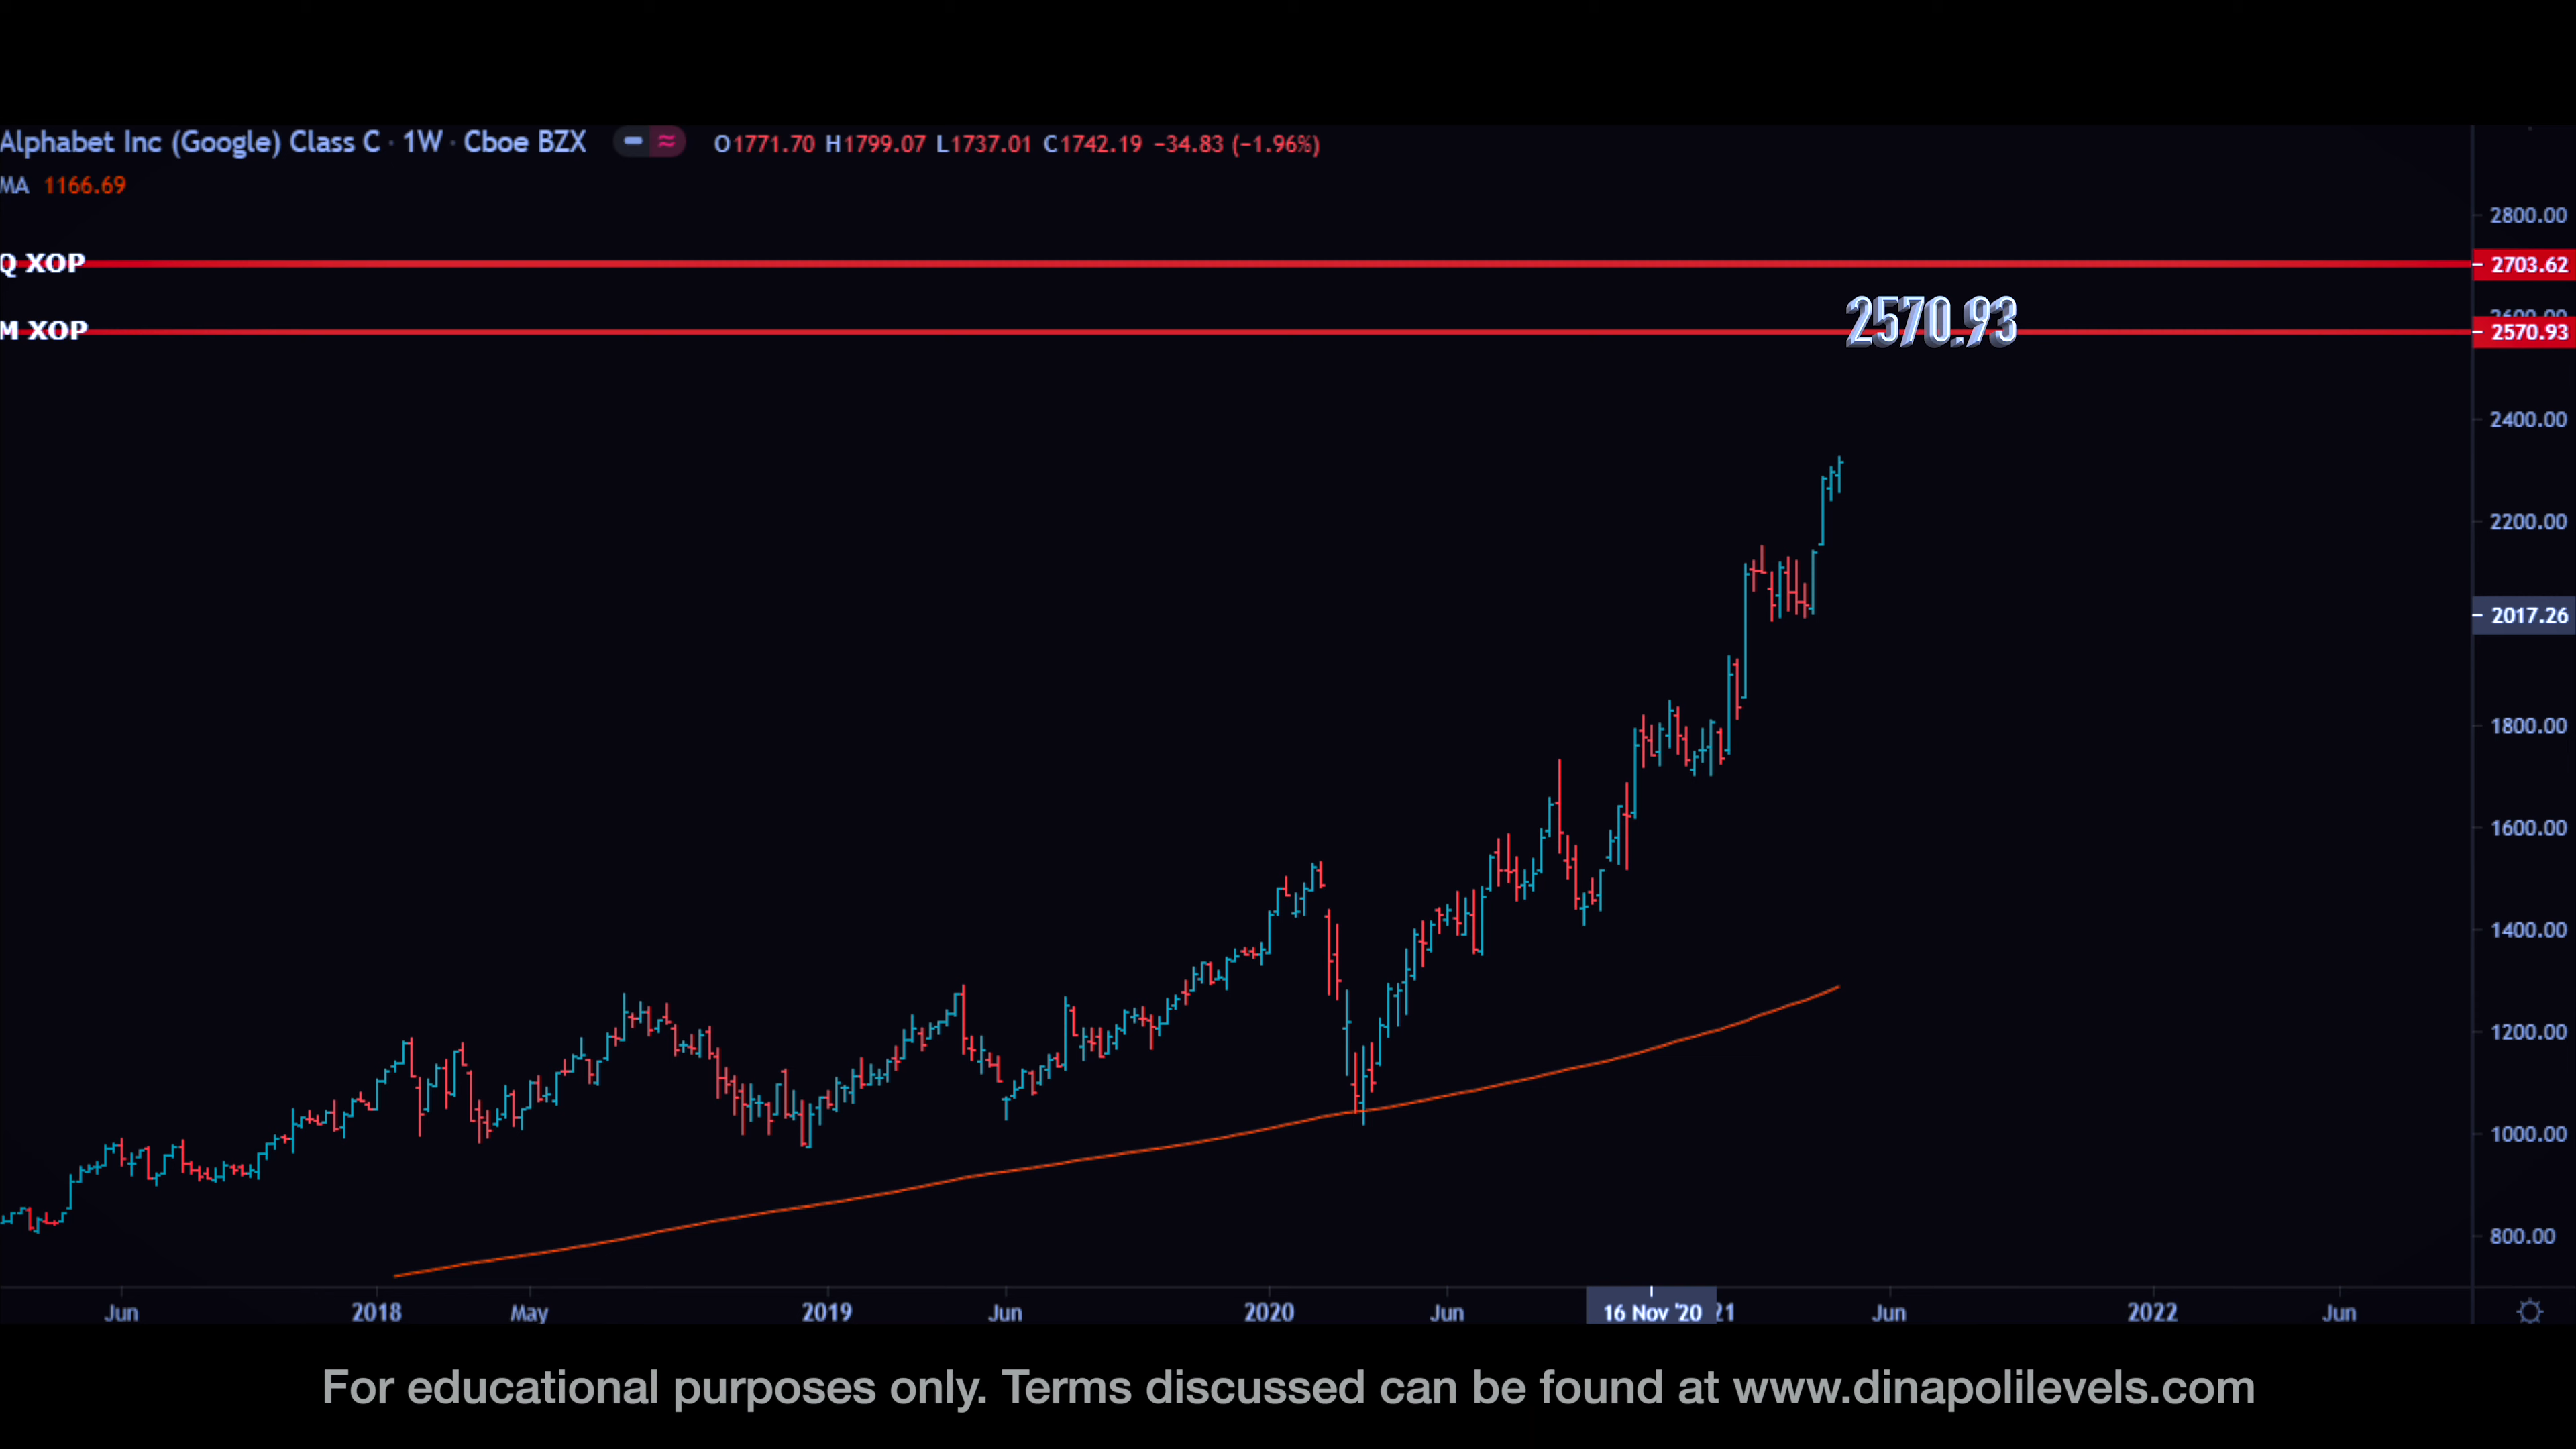 Alphabet Inc (Google) Class C · 1W · Cboe BZX O1771.70 H1799.07 L1737.01 C1742.19 −34.83 (−1.96%)
MA 1166.69
2800.00
Q XOP 2703.62
2600.00
M XOP 2570.93 2570.93
2400.00
2200.00
2017.26
1800.00
1600.00
1400.00
1200.00
1000.00
800.00
Jun 2018 May 2019 Jun 2020 Jun 16 Nov '20 21 Jun 2022 Jun
For educational purposes only. Terms discussed can be found at www.dinapolilevels.com